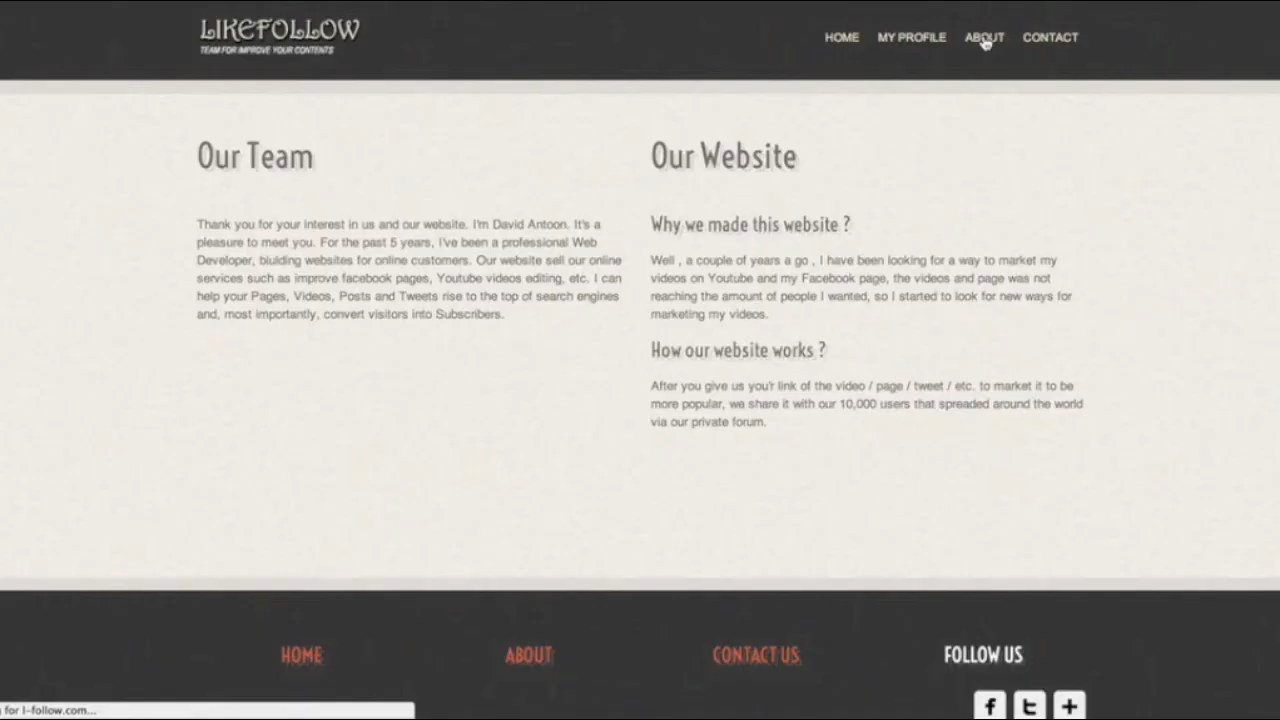 LIKEFOLLOW
TEAM FOR IMPROVE YOUR CONTENTS
HOME MY PROFILE ABOUT CONTACT
Our Team
Thank you for your interest in us and our website. I'm David Antoon. It's a
pleasure to meet you. For the past 5 years, I've been a professional Web
Developer, bluilding websites for online customers. Our website sell our online
services such as improve facebook pages, Youtube videos editing, etc. I can
help your Pages, Videos, Posts and Tweets rise to the top of search engines
and, most importantly, convert visitors into Subscribers.
Our Website
Why we made this website ?
Well , a couple of years a go , I have been looking for a way to market my
videos on Youtube and my Facebook page, the videos and page was not
reaching the amount of people I wanted, so I started to look for new ways for
marketing my videos.
How our website works ?
After you give us you'r link of the video / page / tweet / etc. to market it to be
more popular, we share it with our 10,000 users that spreaded around the world
via our private forum.
HOME ABOUT CONTACT US FOLLOW US
for l-follow.com...